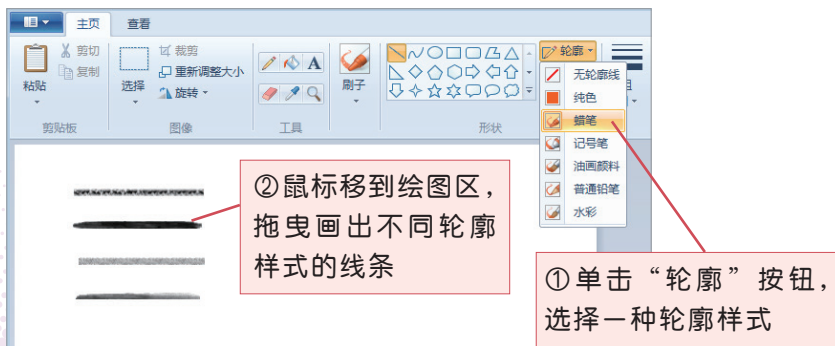 主页 查看
剪切
复制
粘贴
剪贴板
选择
裁剪
重新调整大小
旋转
图像
A
工具
刷子
形状
轮廓
无轮廓线
纯色
蜡笔
记号笔
油画颜料
普通铅笔
水彩
②鼠标移到绘图区，
拖曳画出不同轮廓
样式的线条
①单击“轮廓”按钮，
选择一种轮廓样式